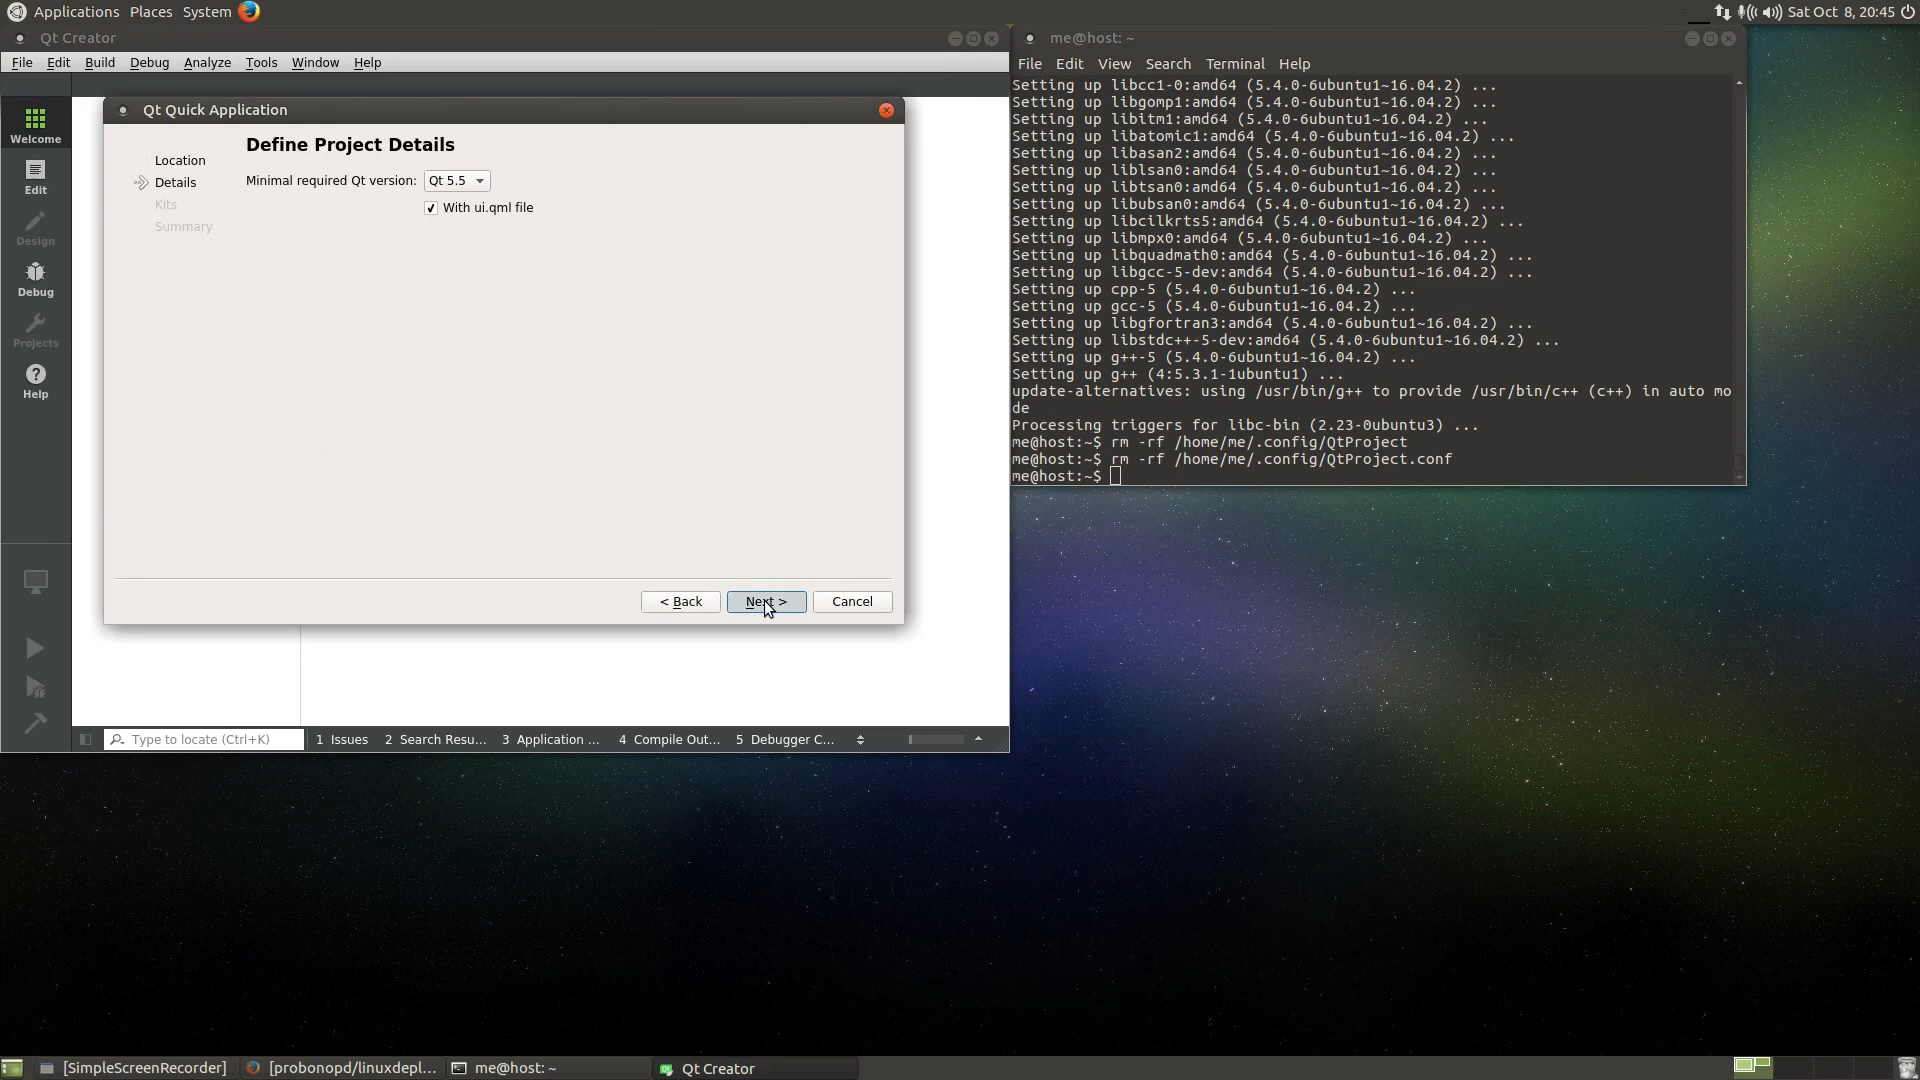 Applications Places System
Sat Oct 8, 20:45
Qt Creator
File Edit Build Debug Analyze Tools Window Help
Welcome
Edit
Design
Debug
Projects
Help
Qt Quick Application
Location
Details
Kits
Summary
Define Project Details
Minimal required Qt version: Qt 5.5
With ui.qml file
< Back Next > Cancel
Type to locate (Ctrl+K) 1 Issues 2 Search Resu... 3 Application ... 4 Compile Out... 5 Debugger C...
me@host: ~
File Edit View Search Terminal Help
Setting up libcc1-0:amd64 (5.4.0-6ubuntu1~16.04.2) ...
Setting up libgomp1:amd64 (5.4.0-6ubuntu1~16.04.2) ...
Setting up libitm1:amd64 (5.4.0-6ubuntu1~16.04.2) ...
Setting up libatomic1:amd64 (5.4.0-6ubuntu1~16.04.2) ...
Setting up libasan2:amd64 (5.4.0-6ubuntu1~16.04.2) ...
Setting up liblsan0:amd64 (5.4.0-6ubuntu1~16.04.2) ...
Setting up libtsan0:amd64 (5.4.0-6ubuntu1~16.04.2) ...
Setting up libubsan0:amd64 (5.4.0-6ubuntu1~16.04.2) ...
Setting up libcilkrts5:amd64 (5.4.0-6ubuntu1~16.04.2) ...
Setting up libmpx0:amd64 (5.4.0-6ubuntu1~16.04.2) ...
Setting up libquadmath0:amd64 (5.4.0-6ubuntu1~16.04.2) ...
Setting up libgcc-5-dev:amd64 (5.4.0-6ubuntu1~16.04.2) ...
Setting up cpp-5 (5.4.0-6ubuntu1~16.04.2) ...
Setting up gcc-5 (5.4.0-6ubuntu1~16.04.2) ...
Setting up libgfortran3:amd64 (5.4.0-6ubuntu1~16.04.2) ...
Setting up libstdc++-5-dev:amd64 (5.4.0-6ubuntu1~16.04.2) ...
Setting up g++-5 (5.4.0-6ubuntu1~16.04.2) ...
Setting up g++ (4:5.3.1-1ubuntu1) ...
update-alternatives: using /usr/bin/g++ to provide /usr/bin/c++ (c++) in auto mo
de
Processing triggers for libc-bin (2.23-0ubuntu3) ...
me@host:~$ rm -rf /home/me/.config/QtProject
me@host:~$ rm -rf /home/me/.config/QtProject.conf
me@host:~$
[SimpleScreenRecorder] [probonopd/linuxdepl... me@host: ~ Qt Creator